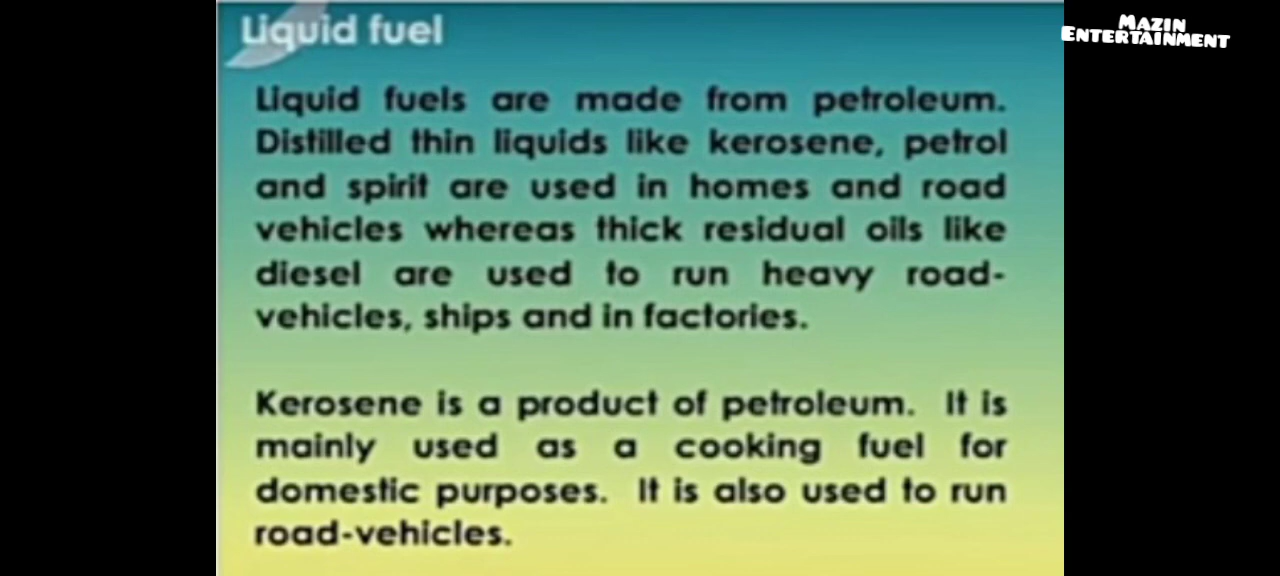 Liquid fuel
MAZIN
ENTERTAINMENT
Liquid fuels are made from petroleum.
Distilled thin liquids like kerosene, petrol
and spirit are used in homes and road
vehicles whereas thick residual oils like
diesel are used to run heavy road-
vehicles, ships and in factories.
Kerosene is a product of petroleum. It is
mainly used as a cooking fuel for
domestic purposes. It is also used to run
road-vehicles.